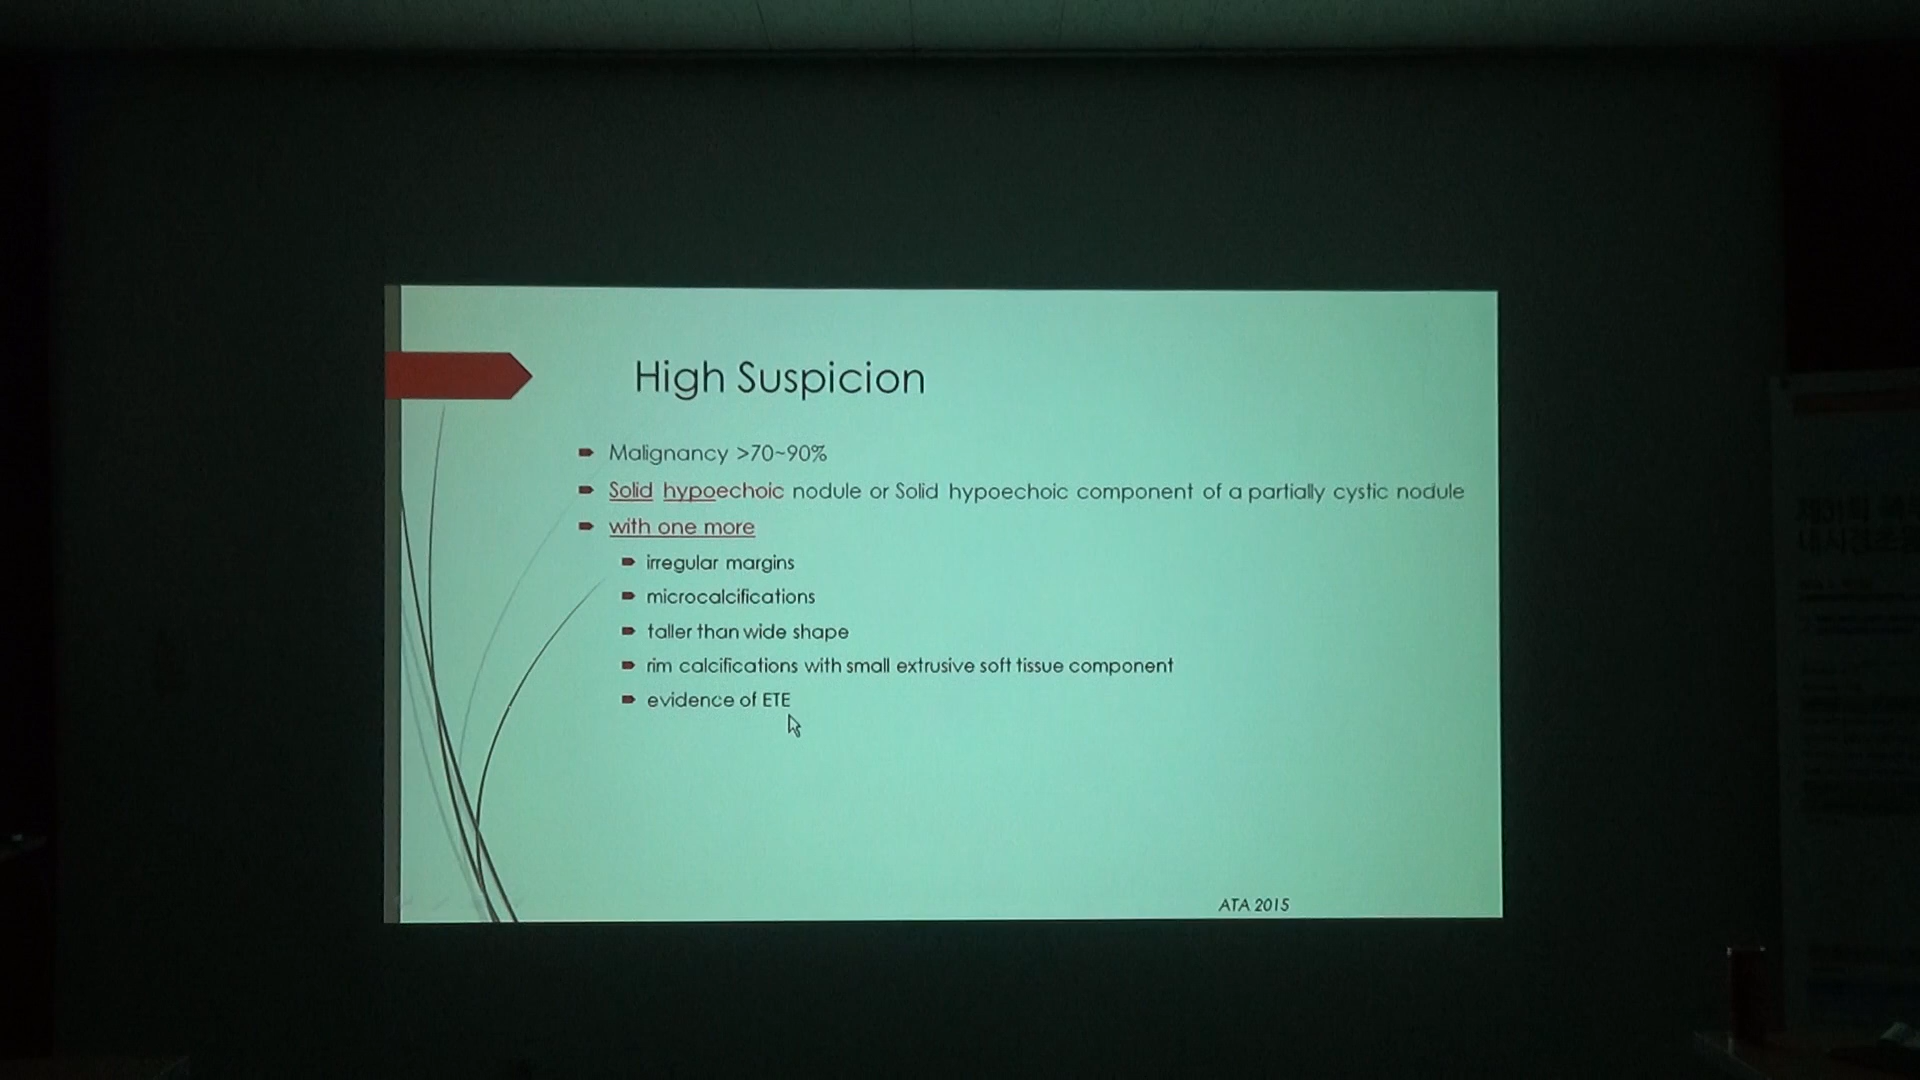 High Suspicion
Malignancy >70~90%
Solid hypoechoic nodule or Solid hypoechoic component of a partially cystic nodule
with one more
irregular margins
microcalcifications
taller than wide shape
rim calcifications with small extrusive soft tissue component
evidence of ETE
ATA 2015